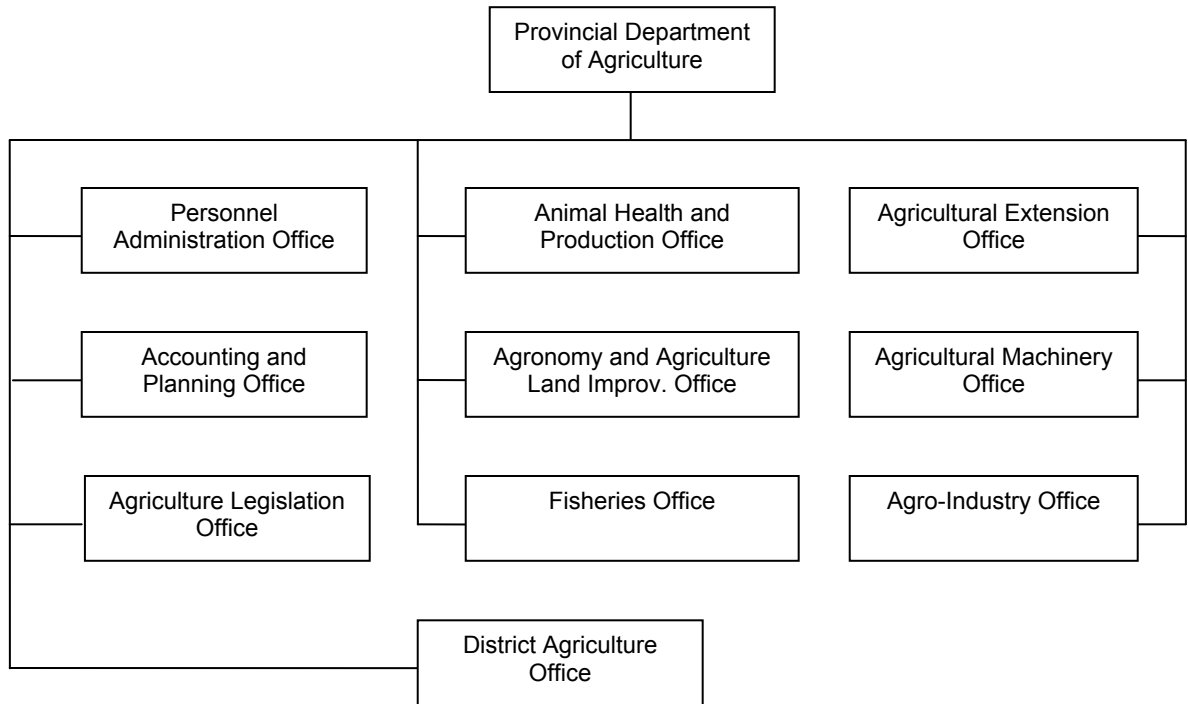 Provincial Department
of Agriculture
Personnel
Administration Office
Animal Health and
Production Office
Agricultural Extension
Office
Accounting and
Planning Office
Agronomy and Agriculture
Land Improv. Office
Agricultural Machinery
Office
Agriculture Legislation
Office
Fisheries Office
Agro-Industry Office
District Agriculture
Office